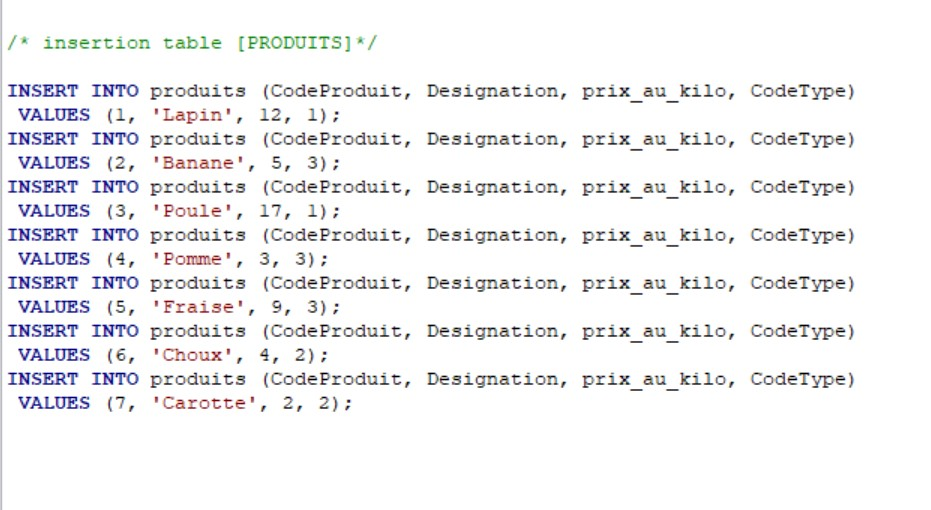 /* insertion table [PRODUITS]*/
INSERT INTO produits (CodeProduit, Designation, prix_au_kilo, CodeType)
VALUES (1, 'Lapin', 12, 1);
INSERT INTO produits (CodeProduit, Designation, prix_au_kilo, CodeType)
VALUES (2, 'Banane', 5, 3);
INSERT INTO produits (CodeProduit, Designation, prix_au_kilo, CodeType)
VALUES (3, 'Poule', 17, 1);
INSERT INTO produits (CodeProduit, Designation, prix_au_kilo, CodeType)
VALUES (4, 'Pomme', 3, 3);
INSERT INTO produits (CodeProduit, Designation, prix_au_kilo, CodeType)
VALUES (5, 'Fraise', 9, 3);
INSERT INTO produits (CodeProduit, Designation, prix_au_kilo, CodeType)
VALUES (6, 'Choux', 4, 2);
INSERT INTO produits (CodeProduit, Designation, prix_au_kilo, CodeType)
VALUES (7, 'Carotte', 2, 2);